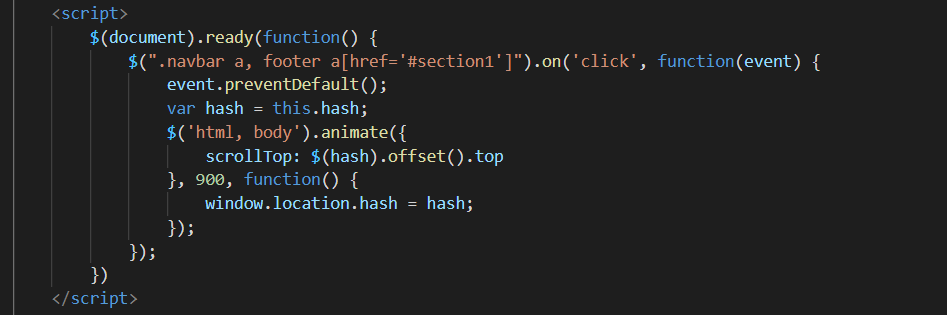 <script>
$(document).ready(function() {
$(".navbar a, footer a[href='#section1']").on('click', function(event) {
event.preventDefault();
var hash = this.hash;
$('html, body').animate({
scrollTop: $(hash).offset().top
}, 900, function() {
window.location.hash = hash;
});
});
})
</script>